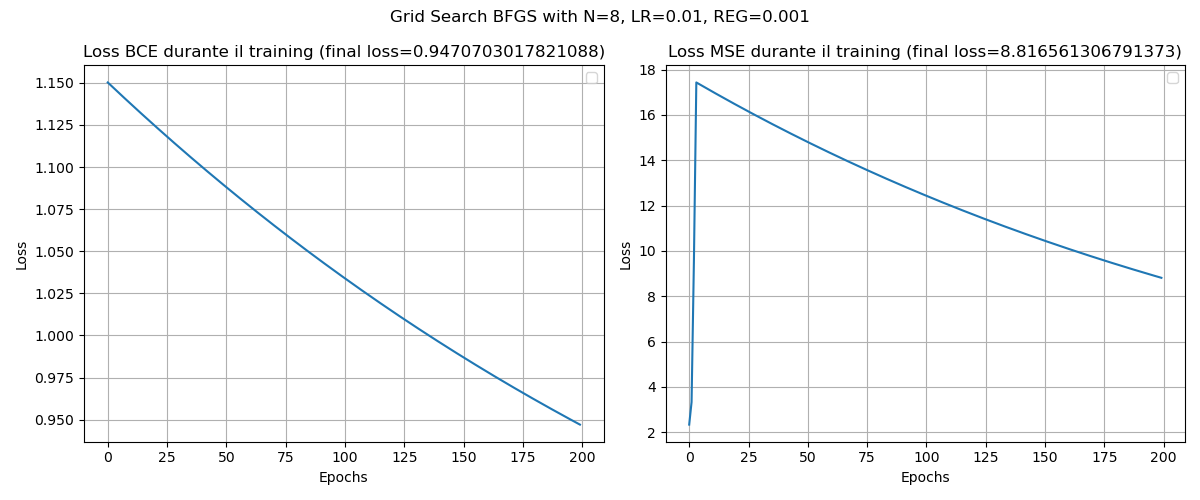 Grid Search BFGS with N=8, LR=0.01, REG=0.001
Loss BCE durante il training (final loss=0.9470703017821088)
1.150
1.125
1.100
1.075
1.050
1.025
1.000
0.975
0.950
Loss
0 25 50 75 100 125 150 175 200
Epochs
Loss MSE durante il training (final loss=8.816561306791373)
18
16
14
12
10
8
6
4
2
Loss
0 25 50 75 100 125 150 175 200
Epochs